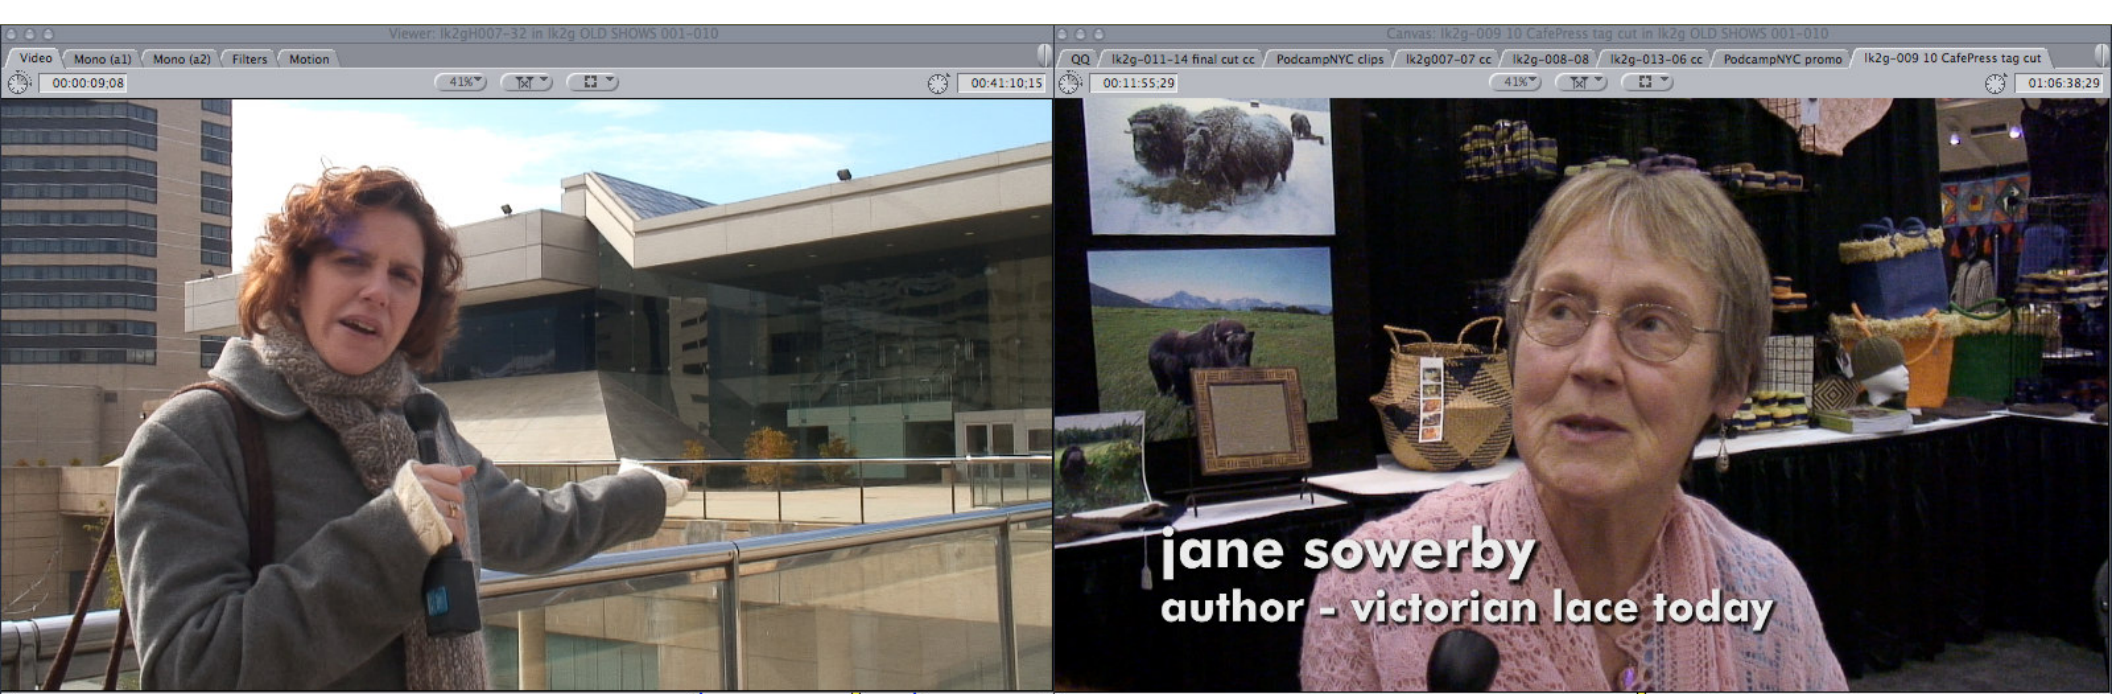 Viewer: lk2gH007-32 in lk2g OLD SHOWS 001-010
Video Mono (a1) Mono (a2) Filters Motion
00:00:09;08 41% 00:41:10;15
Canvas: lk2g-009 10 CafePress tag cut in lk2g OLD SHOWS 001-010
QQ lk2g-011-14 final cut cc PodcampNYC clips lk2g007-07 cc lk2g-008-08 lk2g-013-06 cc PodcampNYC promo lk2g-009 10 CafePress tag cut
00:11:55;29 41% 01:06:38;29
jane sowerby
author - victorian lace today